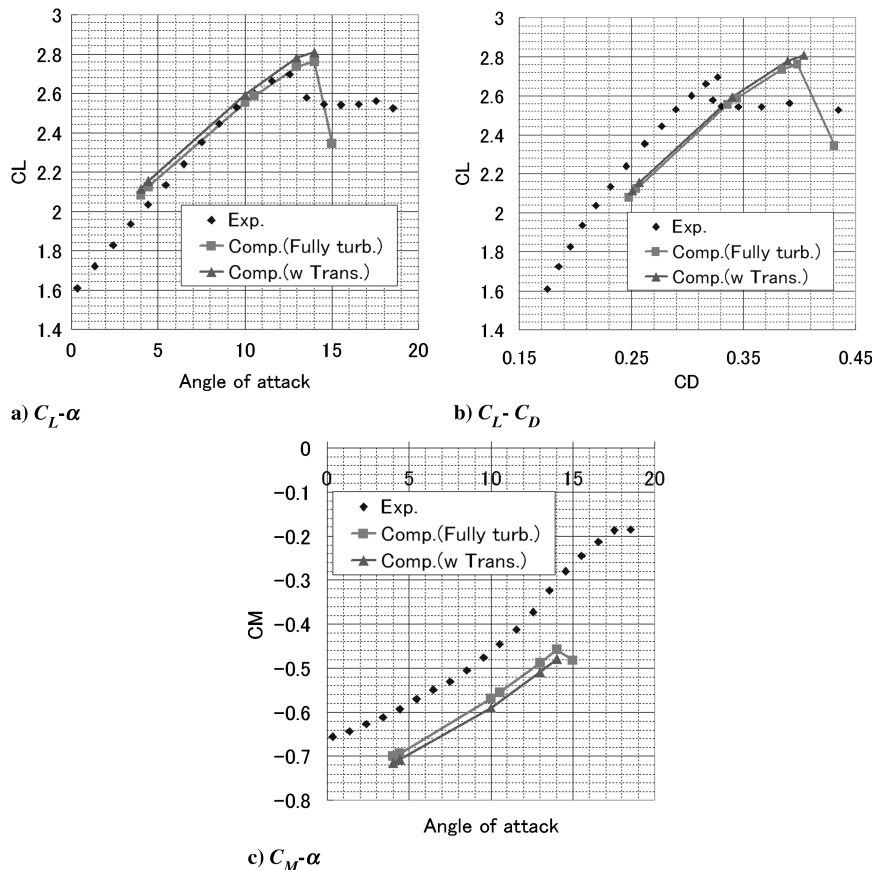 3
2.8
2.6
2.4
2.2
2
1.8
1.6
1.4
CL
0 5 10 15 20
Angle of attack
Exp.
Comp.(Fully turb.)
Comp.(w Trans.)
a) C_L-α
3
2.8
2.6
2.4
2.2
2
1.8
1.6
1.4
CL
0.15 0.25 0.35 0.45
CD
Exp.
Comp.(Fully turb.)
Comp.(w Trans.)
b) C_L- C_D
0
-0.1
-0.2
-0.3
-0.4
-0.5
-0.6
-0.7
-0.8
CM
0 5 10 15 20
Exp.
Comp.(Fully turb.)
Comp.(w Trans.)
Angle of attack
c) C_M-α